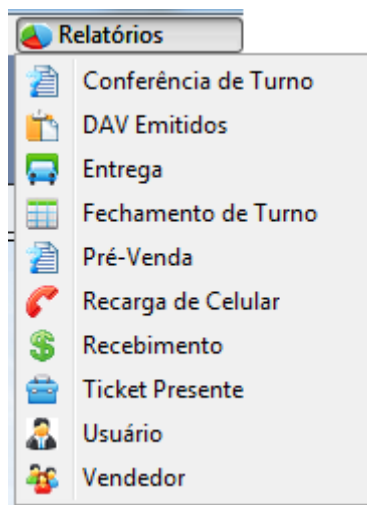 Relatórios
Conferência de Turno
DAV Emitidos
Entrega
Fechamento de Turno
Pré-Venda
Recarga de Celular
Recebimento
Ticket Presente
Usuário
Vendedor